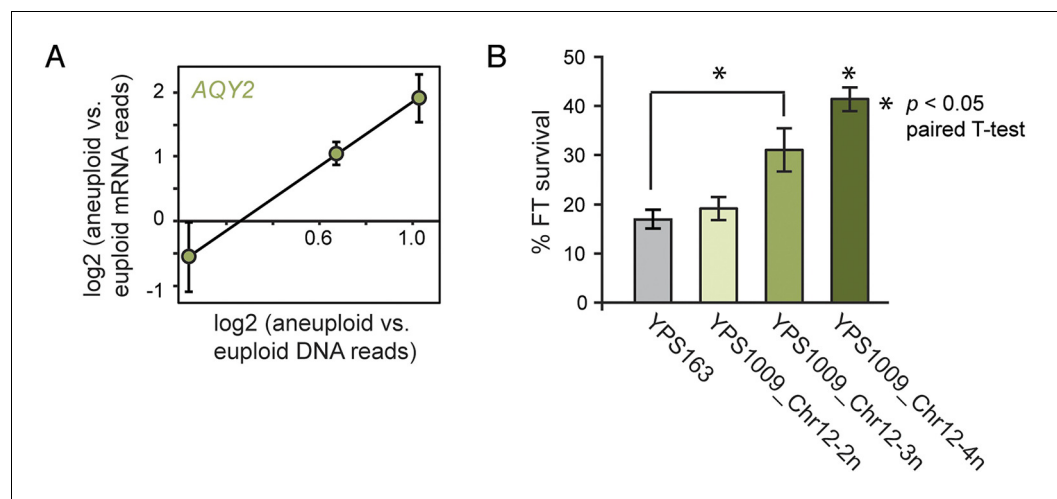 A
AQY2
log2 (aneuploid vs.
euploid mRNA reads)
2
1
0
-1
0.6
1.0
log2 (aneuploid vs.
euploid DNA reads)
B
% FT survival
50
40
30
20
10
0
*
*
* p < 0.05
paired T-test
YPS163
YPS1009_Chr12-2n
YPS1009_Chr12-3n
YPS1009_Chr12-4n